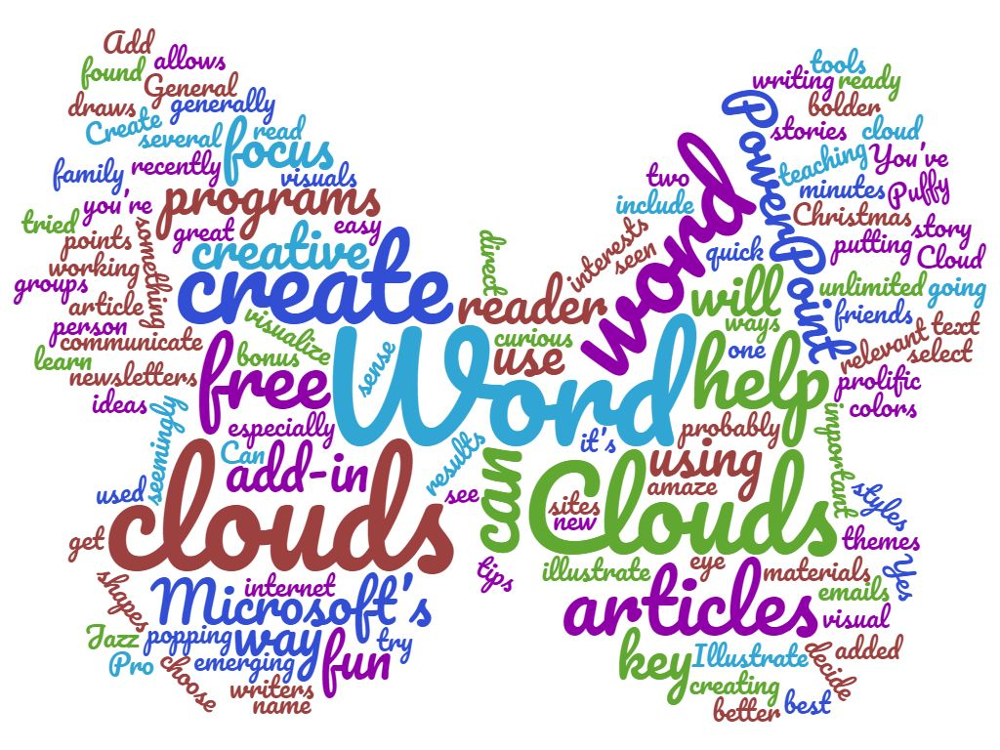 Add
allows
found
General
draws
generally
Create
several
focus
read
family
recently
visuals
you're
programs
tried
great
easy
points
something
creative
working
groups
create
article
person
visualize
communicate
bonus
learn
free
newsletters
ideas
especially
seemingly
Can
add-in
used
clouds
get
see
results
sense
Word
reader
direct
curious
use
can
tips
shapes
internet
Microsoft's
Jazz
popping
way
try
Pro
emerging
fun
choose
writers
name
tools
writing
ready
bolder
PowerPoint
stories
cloud
teaching
You've
two
word
minutes
Puffy
include
Christmas
interests
seen
quick
putting
story
Cloud
will
unlimited
going
ways
friends
text
one
relevant
select
help
prolific
colors
important
it's
probably
using
amaze
sites
new
Clouds
styles
themes
illustrate
eye
materials
Yes
emails
articles
visual
key
Illustrate
decide
added
creating
better
best